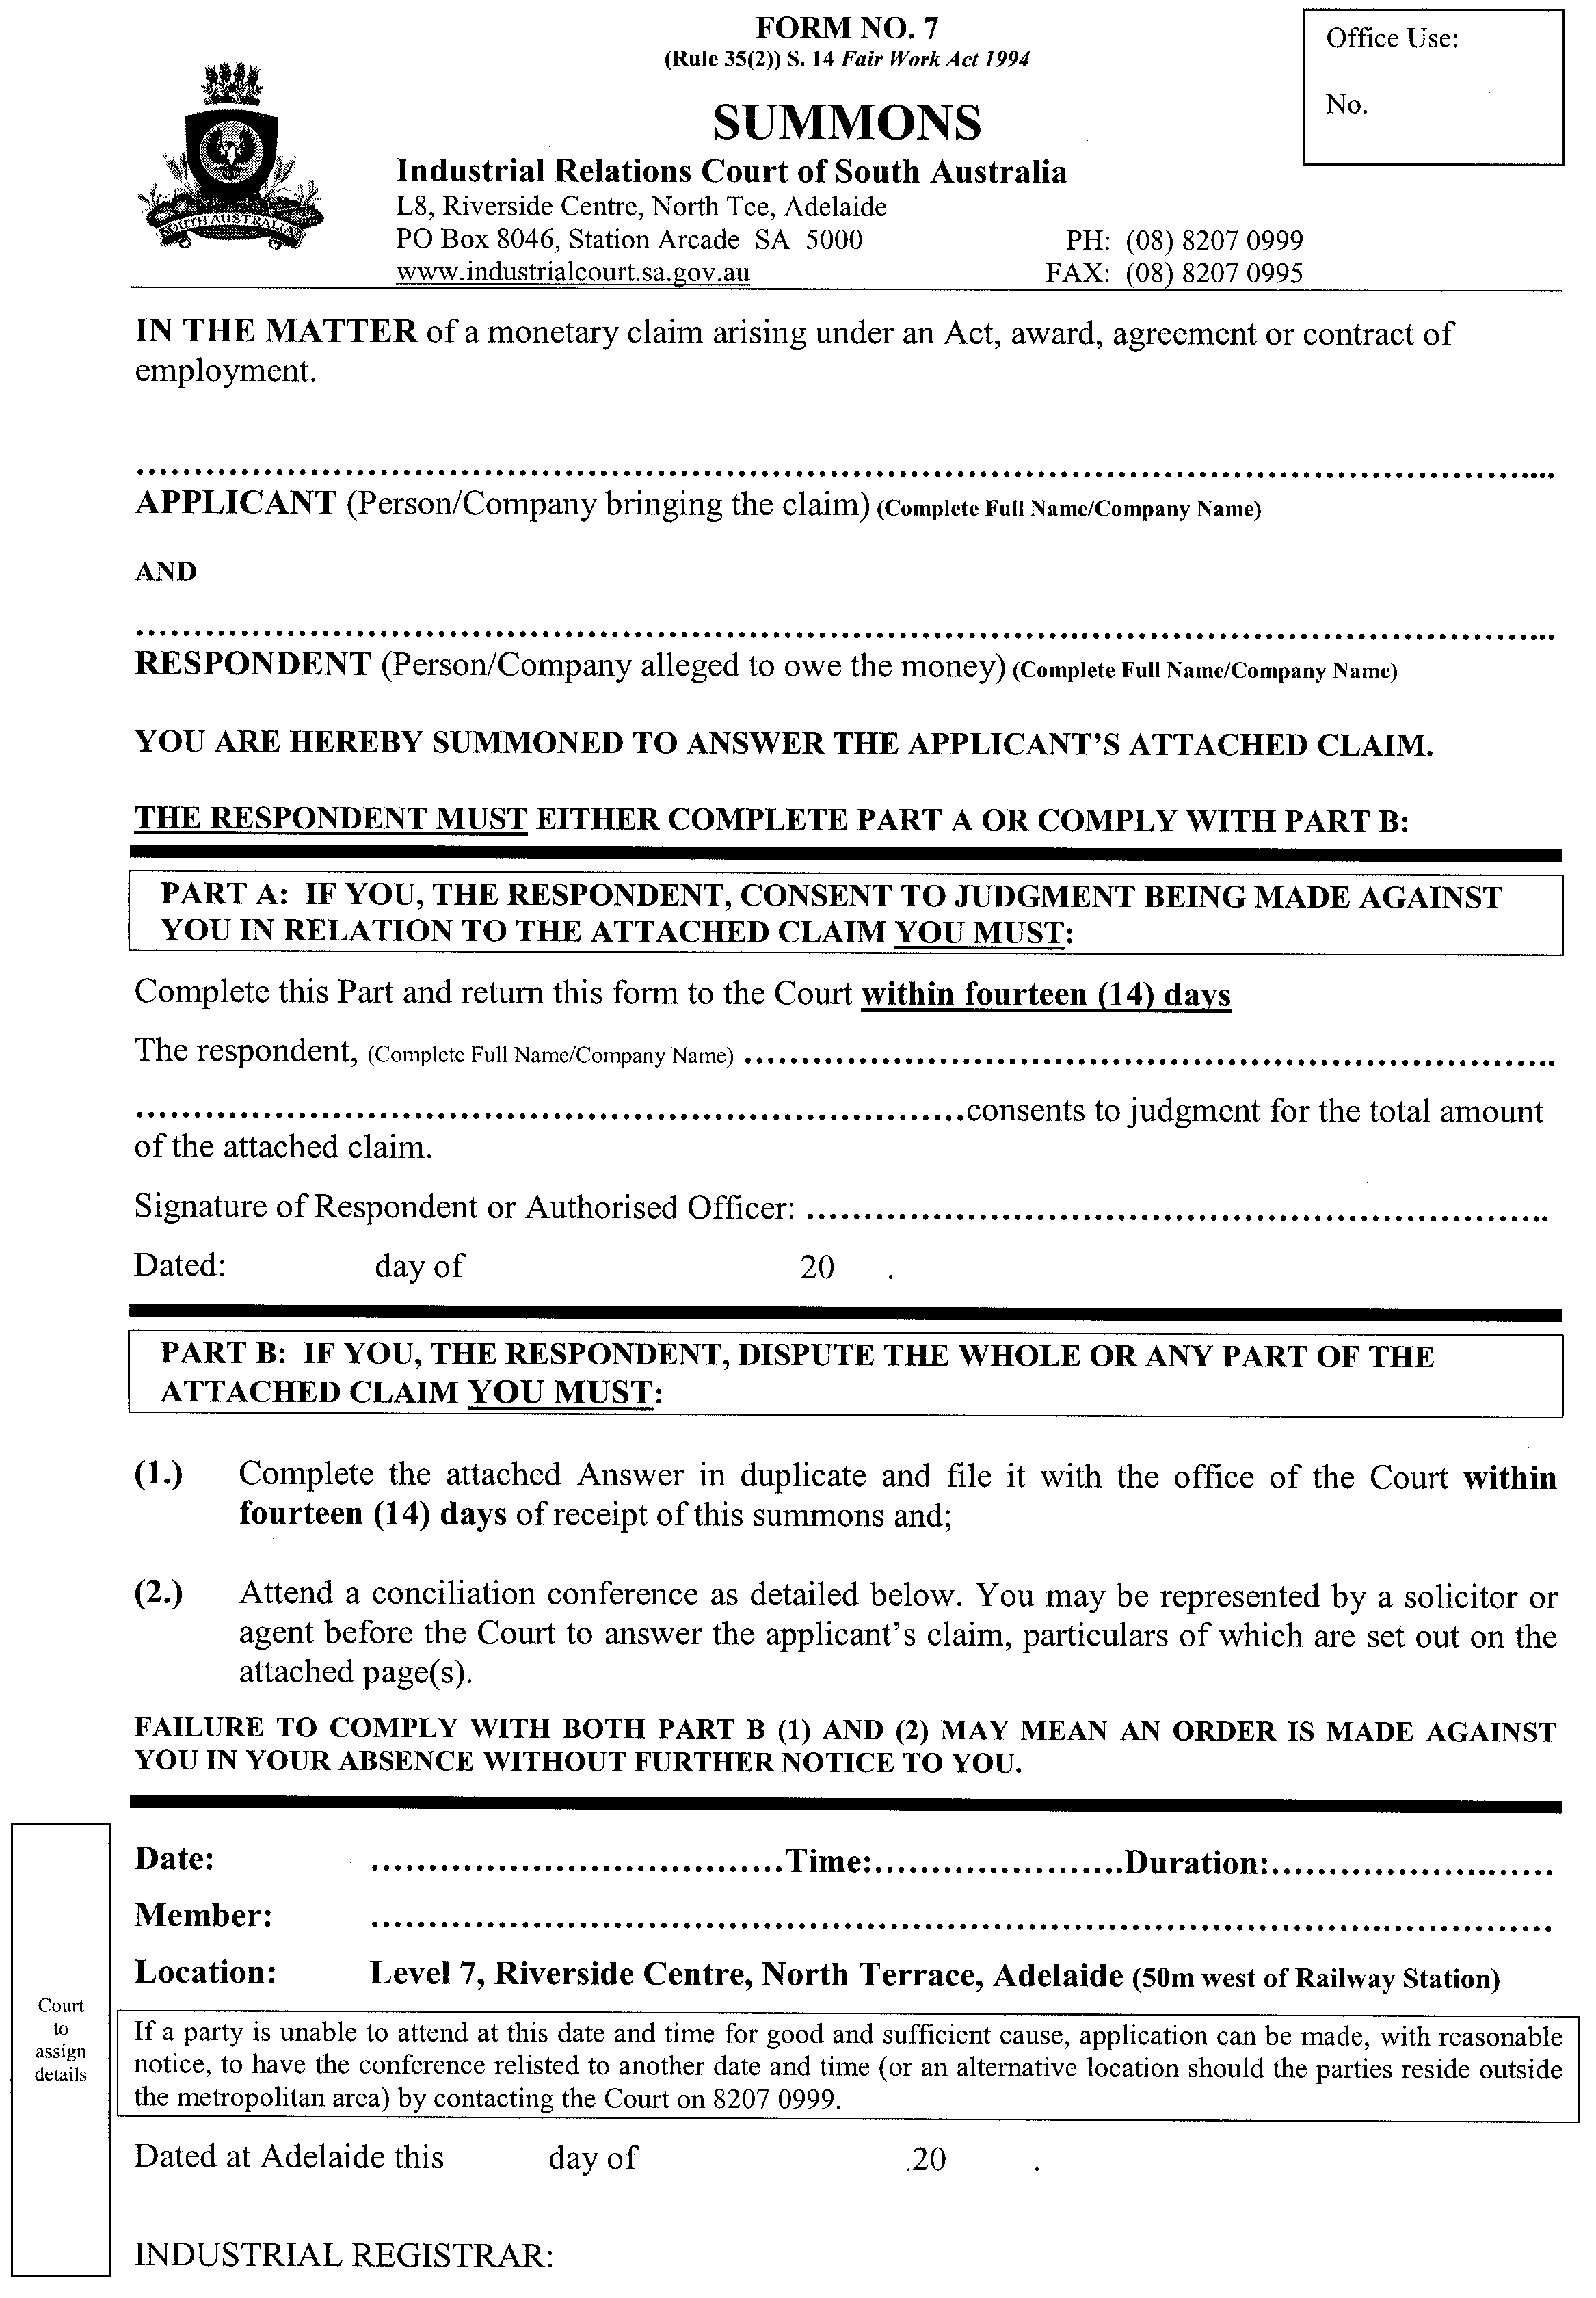 FORM NO. 7
(Rule 35(2)) S. 14 Fair Work Act 1994
Office Use:
No.
SUMMONS
SOUTH AUSTRALIA
Industrial Relations Court of South Australia
L8, Riverside Centre, North Tce, Adelaide
PO Box 8046, Station Arcade SA 5000 PH: (08) 8207 0999
www.industrialcourt.sa.gov.au FAX: (08) 8207 0995
IN THE MATTER of a monetary claim arising under an Act, award, agreement or contract of
employment.
APPLICANT (Person/Company bringing the claim) (Complete Full Name/Company Name)
AND
RESPONDENT (Person/Company alleged to owe the money) (Complete Full Name/Company Name)
YOU ARE HEREBY SUMMONED TO ANSWER THE APPLICANT'S ATTACHED CLAIM.
THE RESPONDENT MUST EITHER COMPLETE PART A OR COMPLY WITH PART B:
PART A: IF YOU, THE RESPONDENT, CONSENT TO JUDGMENT BEING MADE AGAINST
YOU IN RELATION TO THE ATTACHED CLAIM YOU MUST:
Complete this Part and return this form to the Court within fourteen (14) days
The respondent, (Complete Full Name/Company Name) ........................................
........................................consents to judgment for the total amount
of the attached claim.
Signature of Respondent or Authorised Officer: ........................................
Dated: day of 20 .
PART B: IF YOU, THE RESPONDENT, DISPUTE THE WHOLE OR ANY PART OF THE
ATTACHED CLAIM YOU MUST:
(1.) Complete the attached Answer in duplicate and file it with the office of the Court within
fourteen (14) days of receipt of this summons and;
(2.) Attend a conciliation conference as detailed below. You may be represented by a solicitor or
agent before the Court to answer the applicant's claim, particulars of which are set out on the
attached page(s).
FAILURE TO COMPLY WITH BOTH PART B (1) AND (2) MAY MEAN AN ORDER IS MADE AGAINST
YOU IN YOUR ABSENCE WITHOUT FURTHER NOTICE TO YOU.
Date: ....................Time:....................Duration:....................
Member: ........................................
Location: Level 7, Riverside Centre, North Terrace, Adelaide (50m west of Railway Station)
Court
to
assign
details
If a party is unable to attend at this date and time for good and sufficient cause, application can be made, with reasonable
notice, to have the conference relisted to another date and time (or an alternative location should the parties reside outside
the metropolitan area) by contacting the Court on 8207 0999.
Dated at Adelaide this day of 20 .
INDUSTRIAL REGISTRAR: